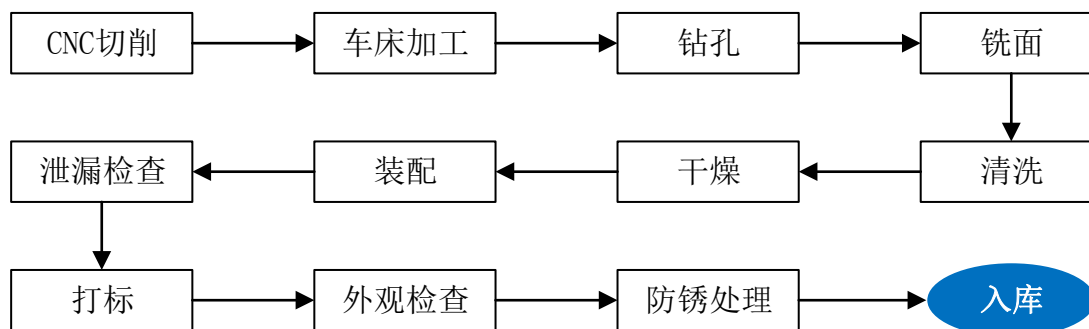 CNC切削
车床加工
钻孔
铣面
清洗
干燥
装配
泄漏检查
打标
外观检查
防锈处理
入库